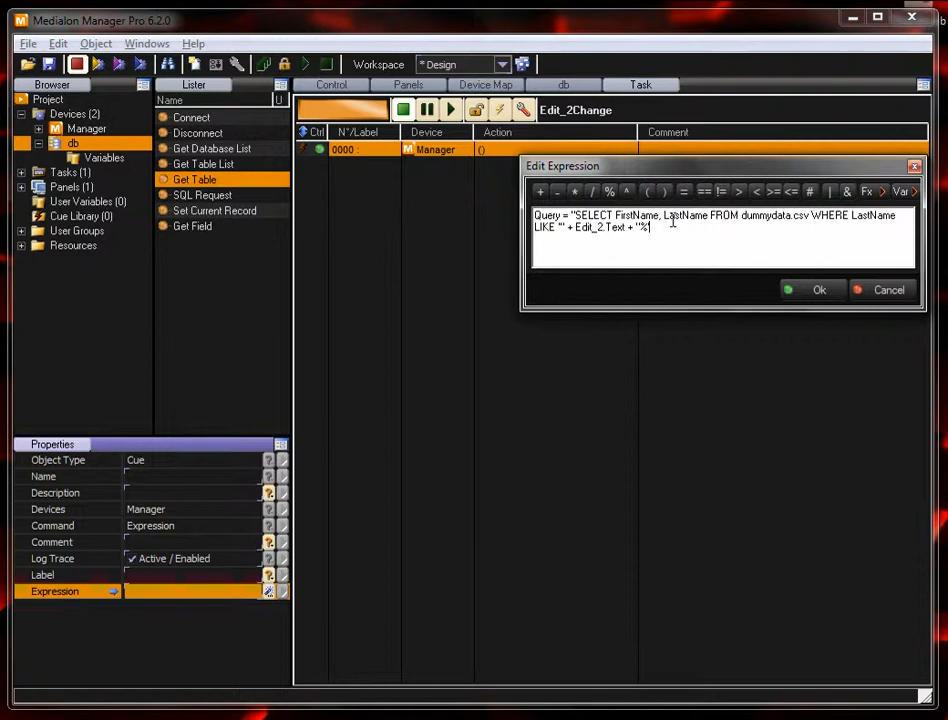 Medialon Manager Pro 6.2.0
File Edit Object Windows Help
Workspace * Design
Browser Lister Control Panels Device Map db Task
Project
Devices (2)
Manager
db
Variables
Tasks (1)
Panels (1)
User Variables (0)
Cue Library (0)
User Groups
Resources
Name U
Connect
Disconnect
Get Database List
Get Table List
Get Table
SQL Request
Set Current Record
Get Field
Edit_2Change
Ctrl N°/Label Device Action Comment
0000 : Manager ()
Edit Expression
+ - * / % ^ ( ) = == != > < >= <= # | & Fx Var
Query = "SELECT FirstName, LastName FROM dummydata.csv WHERE LastName
LIKE '" + Edit_2.Text + "%'
Ok Cancel
Properties
Object Type Cue
Name
Description
Devices Manager
Command Expression
Comment
Log Trace Active / Enabled
Label
Expression